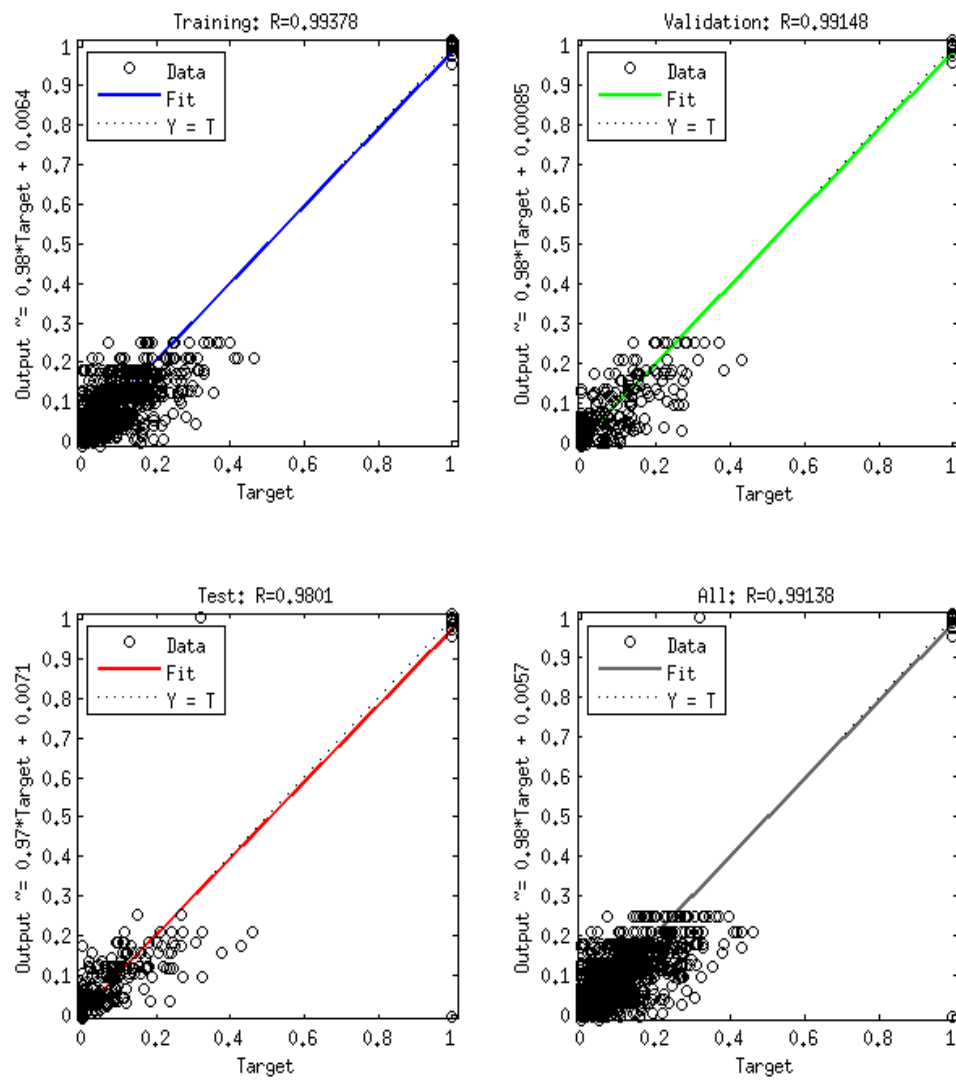 Training: R=0.99378
Output ~= 0.98*Target + 0.0064
1
0.9
0.8
0.7
0.6
0.5
0.4
0.3
0.2
0.1
0
Data
Fit
Y = T
0
0.2
0.4
0.6
0.8
1
Target
Validation: R=0.99148
Output ~= 0.98*Target + 0.00085
1
0.9
0.8
0.7
0.6
0.5
0.4
0.3
0.2
0.1
0
Data
Fit
Y = T
0
0.2
0.4
0.6
0.8
1
Target
Test: R=0.9801
Output ~= 0.97*Target + 0.0071
1
0.9
0.8
0.7
0.6
0.5
0.4
0.3
0.2
0.1
0
Data
Fit
Y = T
0
0.2
0.4
0.6
0.8
1
Target
All: R=0.99138
Output ~= 0.98*Target + 0.0057
1
0.9
0.8
0.7
0.6
0.5
0.4
0.3
0.2
0.1
0
Data
Fit
Y = T
0
0.2
0.4
0.6
0.8
1
Target